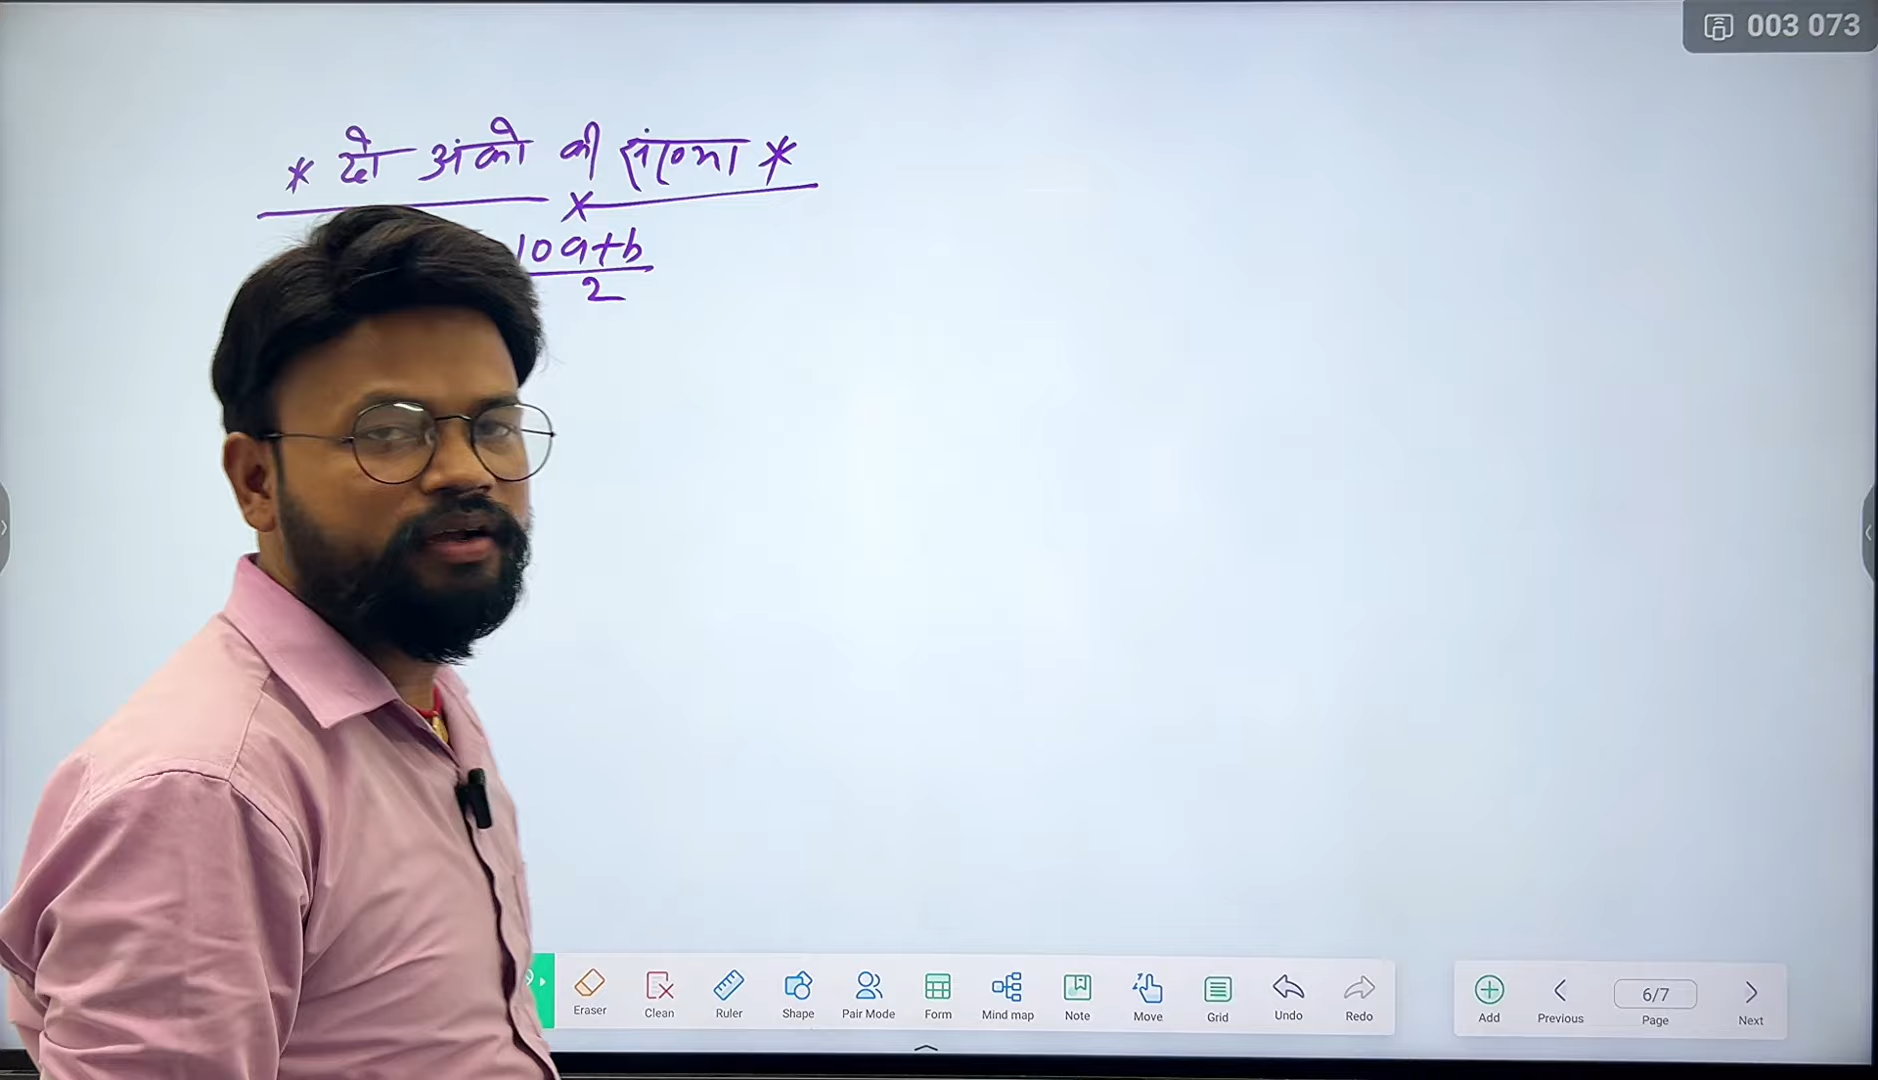 003 073
* दो अंको की संख्या *
×
10a+b
2
Eraser Clean Ruler Shape Pair Mode Form Mind map Note Move Grid Undo Redo
Add Previous 6/7 Page Next